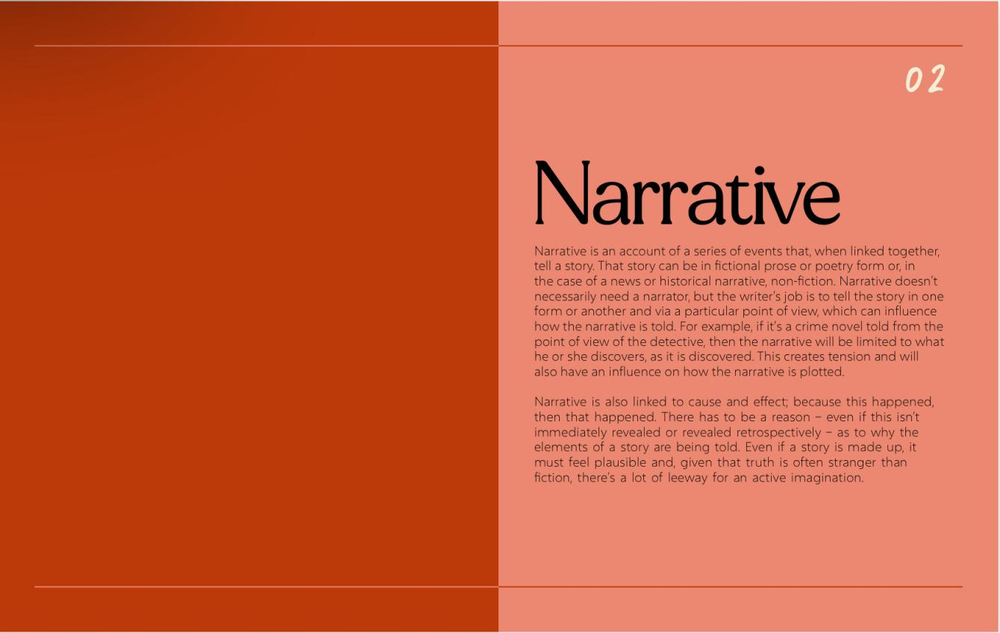 02
Narrative
Narrative is an account of a series of events that, when linked together,
tell a story. That story can be in fictional prose or poetry form or, in
the case of a news or historical narrative, non-fiction. Narrative doesn't
necessarily need a narrator, but the writer's job is to tell the story in one
form or another and via a particular point of view, which can influence
how the narrative is told. For example, if it's a crime novel told from the
point of view of the detective, then the narrative will be limited to what
he or she discovers, as it is discovered. This creates tension and will
also have an influence on how the narrative is plotted.
Narrative is also linked to cause and effect; because this happened,
then that happened. There has to be a reason – even if this isn't
immediately revealed or revealed retrospectively – as to why the
elements of a story are being told. Even if a story is made up, it
must feel plausible and, given that truth is often stranger than
fiction, there's a lot of leeway for an active imagination.